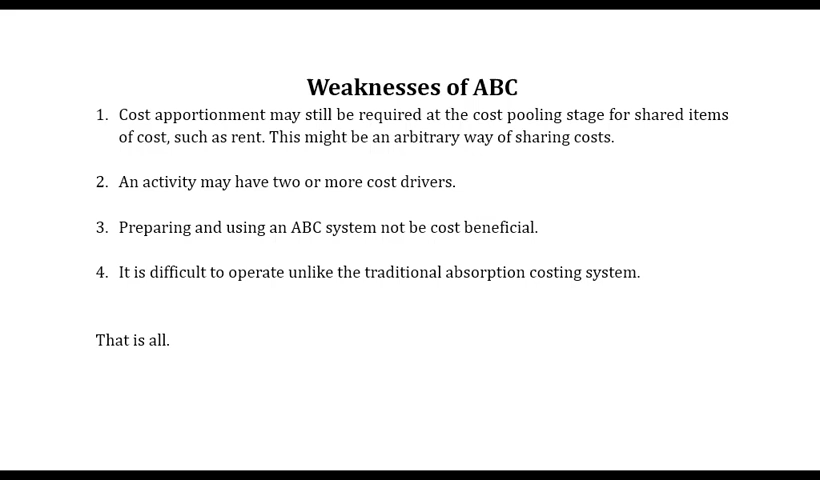 Weaknesses of ABC
1. Cost apportionment may still be required at the cost pooling stage for shared items
of cost, such as rent. This might be an arbitrary way of sharing costs.
2. An activity may have two or more cost drivers.
3. Preparing and using an ABC system not be cost beneficial.
4. It is difficult to operate unlike the traditional absorption costing system.
That is all.